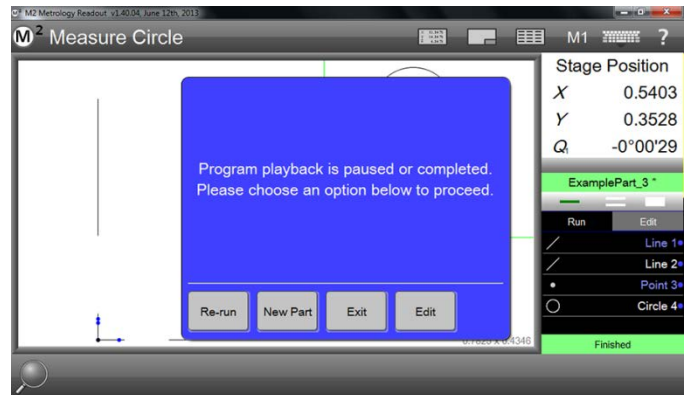 M2 Metrology Readout v1.40.04, June 12th, 2013
M2 Measure Circle
M1 ?
Stage Position
X 0.5403
Y 0.3528
Q1 -0°00'29
ExamplePart_3 *
Run Edit
Line 1
Line 2
Point 3
Circle 4
Finished
Program playback is paused or completed.
Please choose an option below to proceed.
Re-run New Part Exit Edit